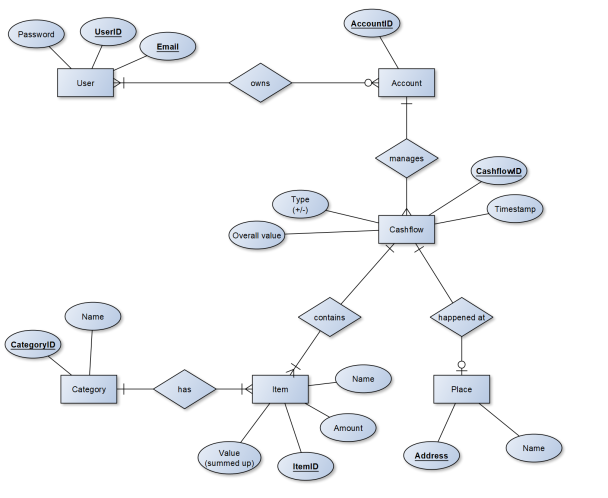 AccountID
Password
UserID
Email
User
owns
Account
manages
CashflowID
Type
(+/-)
Timestamp
Overall value
Cashflow
Name
contains
happened at
CategoryID
Category
has
Item
Name
Place
Amount
Value
(summed up)
ItemID
Address
Name